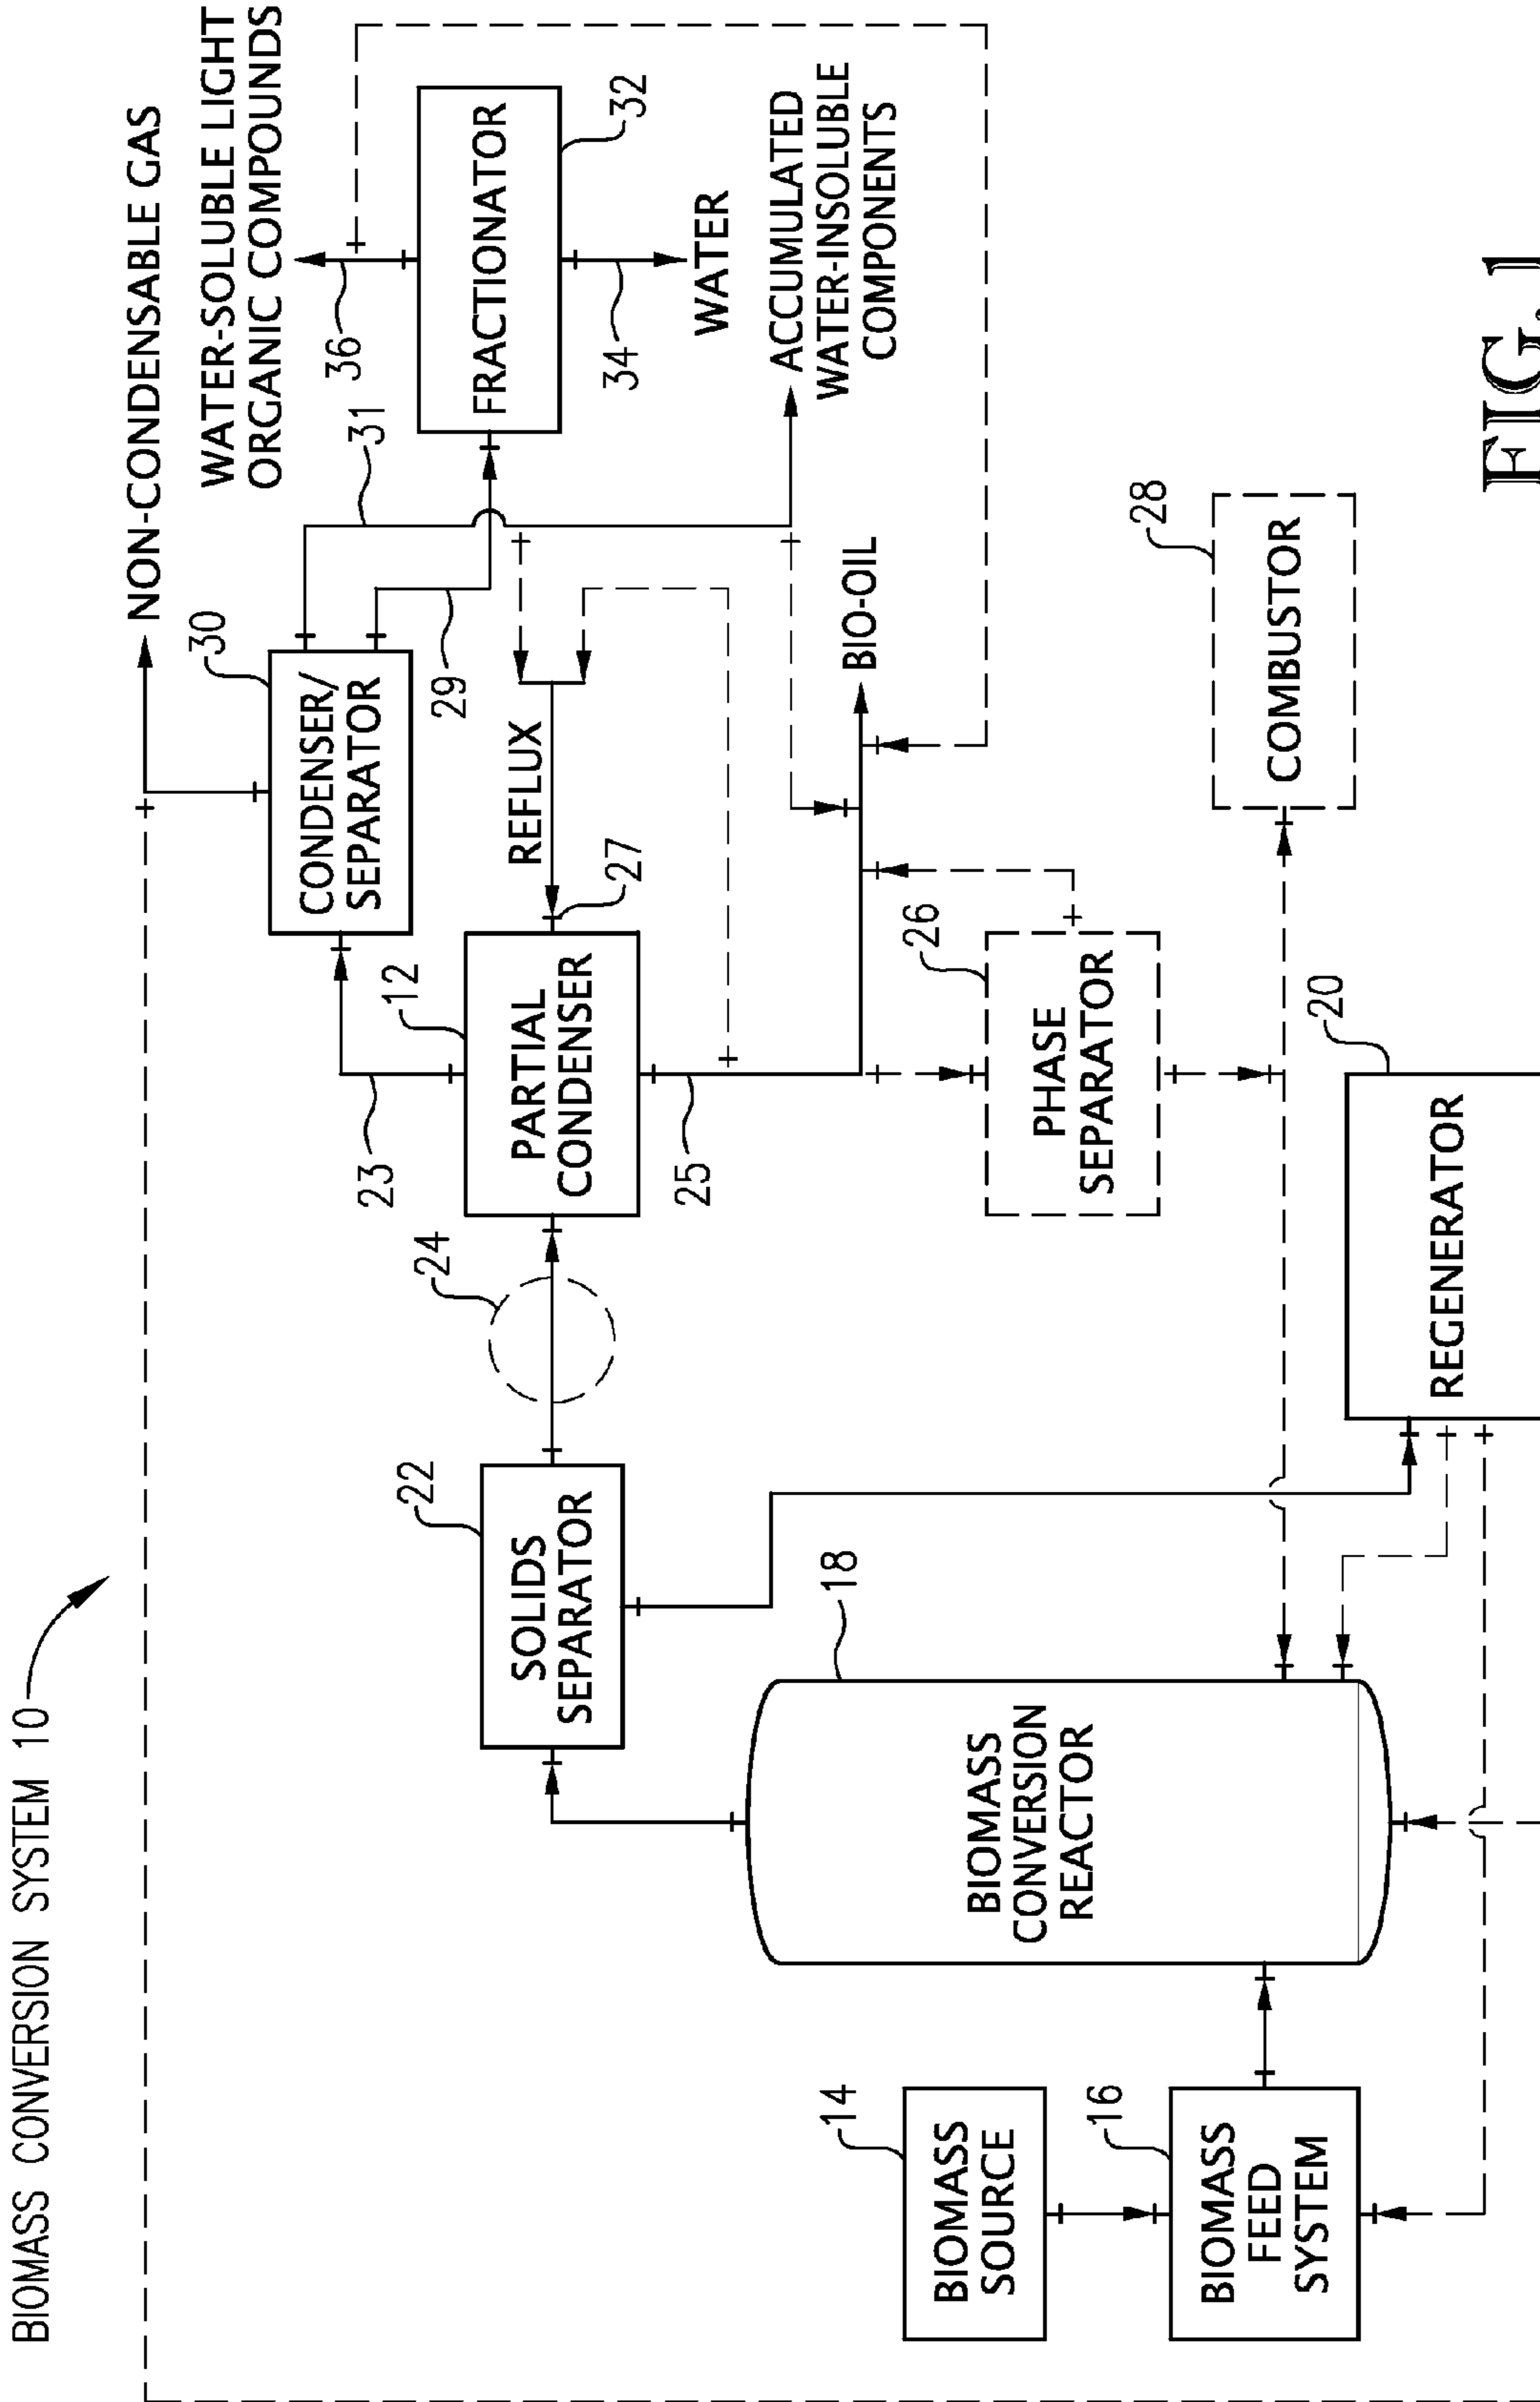 BIOMASS CONVERSION SYSTEM 10
NON-CONDENSABLE GAS
WATER-SOLUBLE LIGHT
ORGANIC COMPOUNDS
30
CONDENSER/
SEPARATOR
31
36
29
FRACTIONATOR
32
34
WATER
ACCUMULATED
WATER-INSOLUBLE
COMPONENTS
23
12
PARTIAL
CONDENSER
REFLUX
27
25
BIO-OIL
24
22
SOLIDS
SEPARATOR
26
PHASE
SEPARATOR
28
COMBUSTOR
18
BIOMASS
CONVERSION
REACTOR
20
REGENERATOR
14
BIOMASS
SOURCE
16
BIOMASS
FEED
SYSTEM
FIG. 1